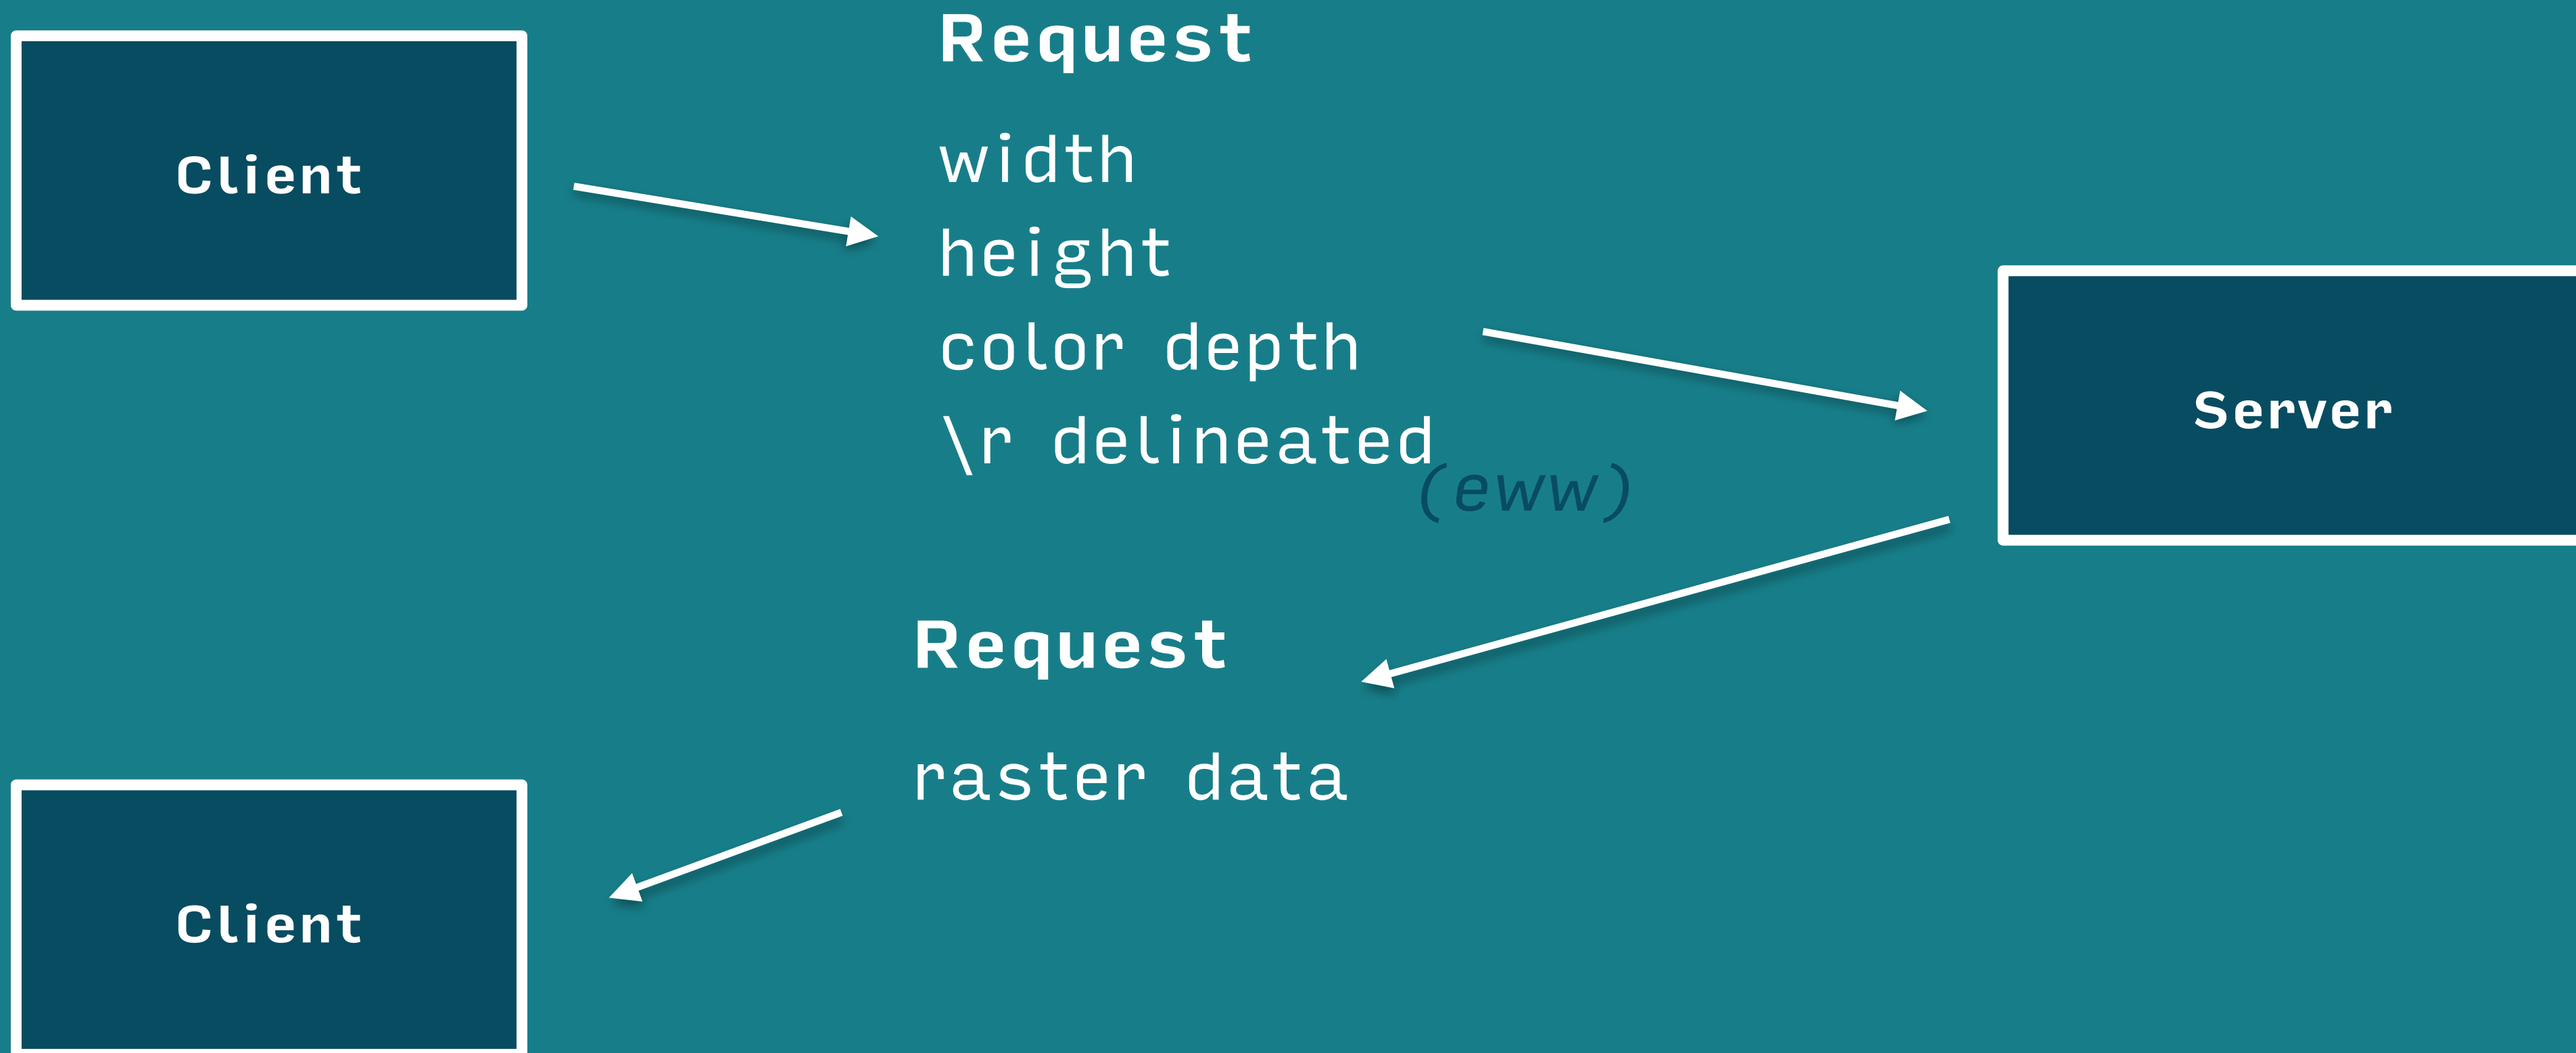 Client
Request
width
height
color depth
\r delineated
(eww)
Server
Request
raster data
Client